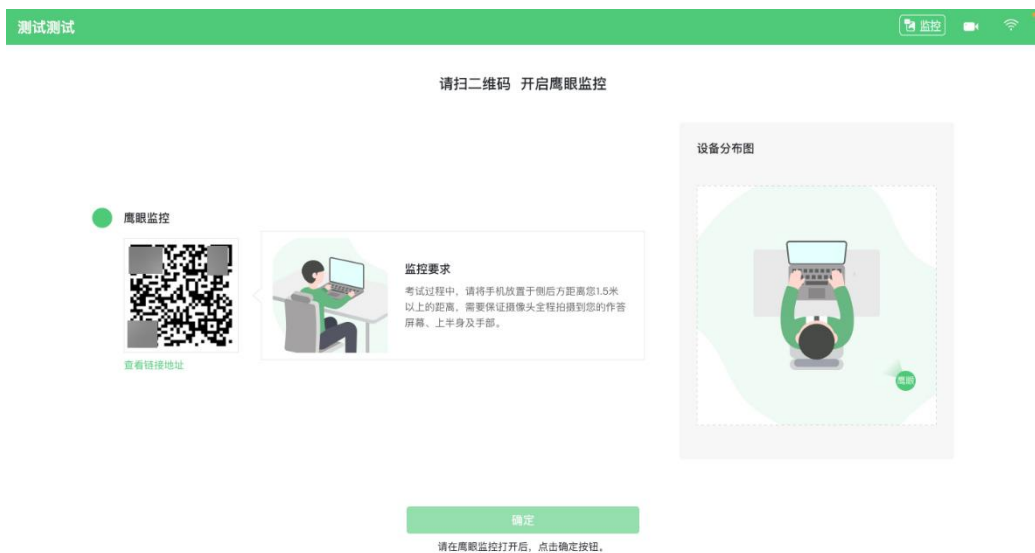 测试测试
监控
请扫二维码 开启鹰眼监控
设备分布图
鹰眼监控
监控要求
考试过程中，请将手机放置于侧后方距离您1.5米
以上的距离，需要保证摄像头全程拍摄到您的作答
屏幕、上半身及手部。
查看链接地址
鹰眼
确定
请在鹰眼监控打开后，点击确定按钮。